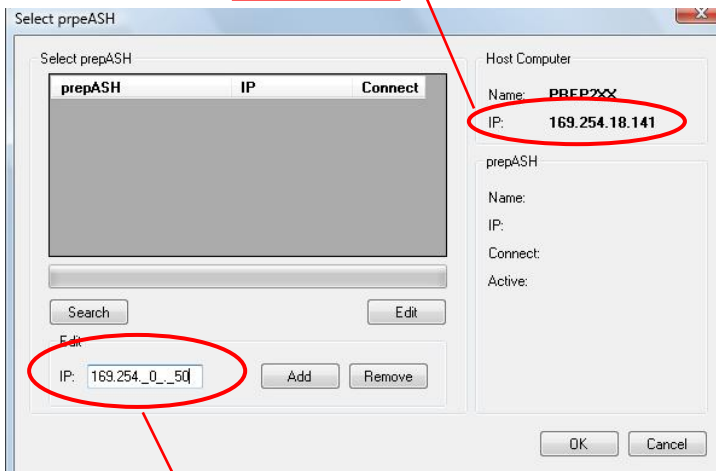 Select prpeASH
Select prepASH
prepASH IP Connect
Search Edit
Edit
IP: 169.254._0_._50 Add Remove
Host Computer
Name: PREP2XX
IP: 169.254.18.141
prepASH
Name:
IP:
Connect:
Active:
OK Cancel